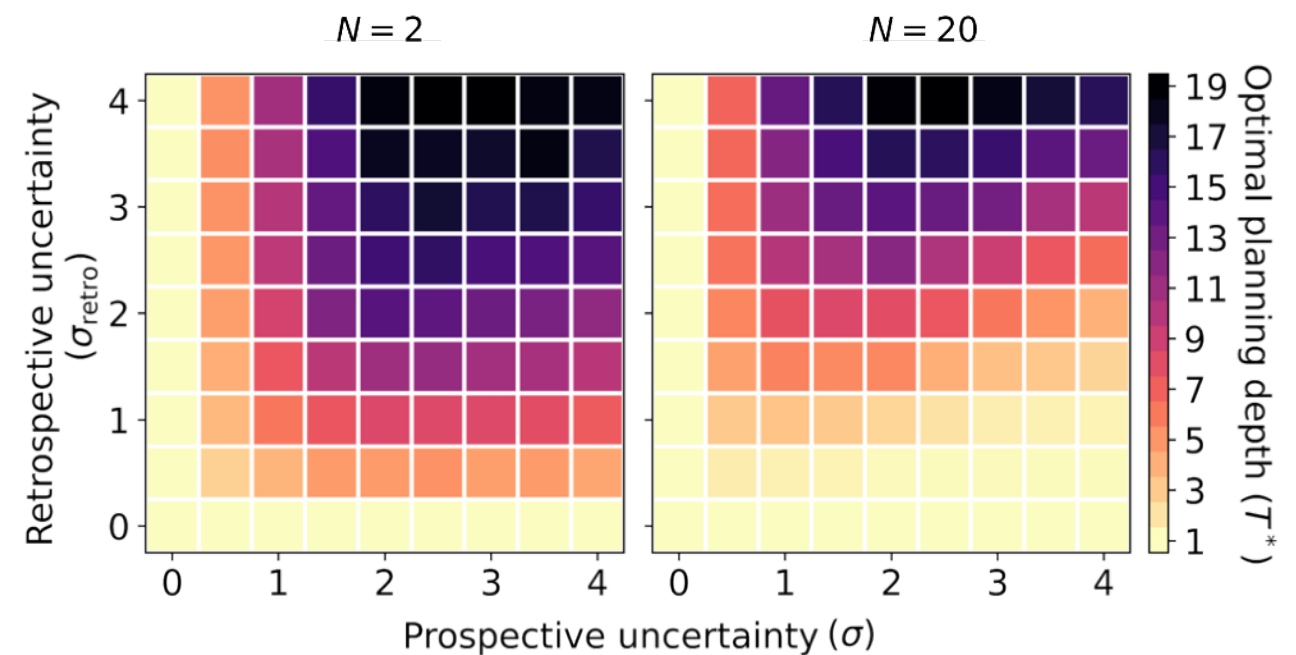 N = 2
N = 20
Retrospective uncertainty
(σretro)
4
3
2
1
0
0 1 2 3 4
0 1 2 3 4
Prospective uncertainty (σ)
19
17
15
13
11
9
7
5
3
1
Optimal planning depth (T*)